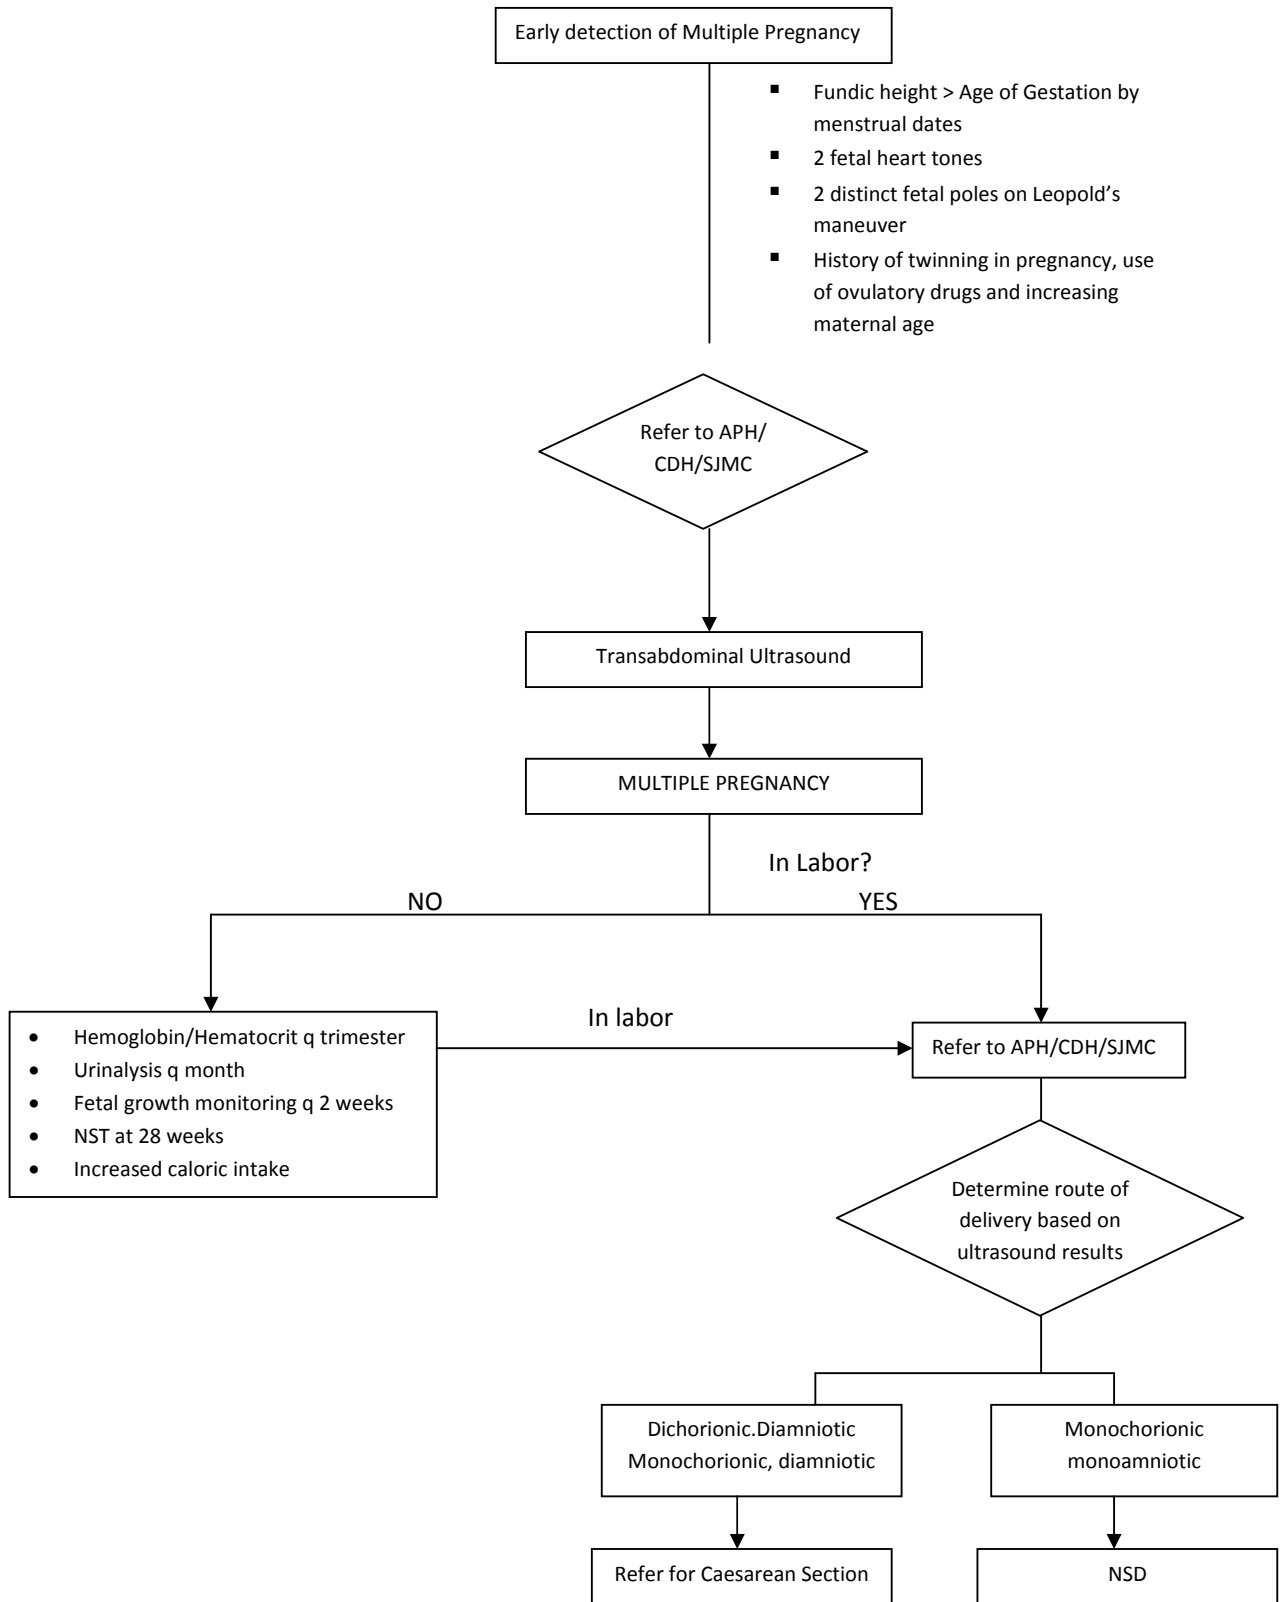 Early detection of Multiple Pregnancy
▪ Fundic height > Age of Gestation by
menstrual dates
▪ 2 fetal heart tones
▪ 2 distinct fetal poles on Leopold’s
maneuver
▪ History of twinning in pregnancy, use
of ovulatory drugs and increasing
maternal age
Refer to APH/
CDH/SJMC
Transabdominal Ultrasound
MULTIPLE PREGNANCY
In Labor?
NO
YES
• Hemoglobin/Hematocrit q trimester
• Urinalysis q month
• Fetal growth monitoring q 2 weeks
• NST at 28 weeks
• Increased caloric intake
In labor
Refer to APH/CDH/SJMC
Determine route of
delivery based on
ultrasound results
Dichorionic.Diamniotic
Monochorionic, diamniotic
Monochorionic
monoamniotic
Refer for Caesarean Section
NSD